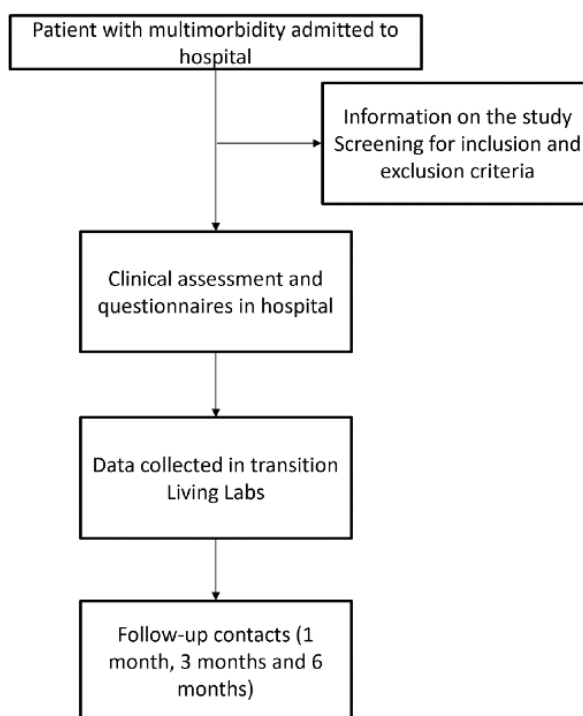 Patient with multimorbidity admitted to
hospital
Information on the study
Screening for inclusion and
exclusion criteria
Clinical assessment and
questionnaires in hospital
Data collected in transition
Living Labs
Follow-up contacts (1
month, 3 months and 6
months)